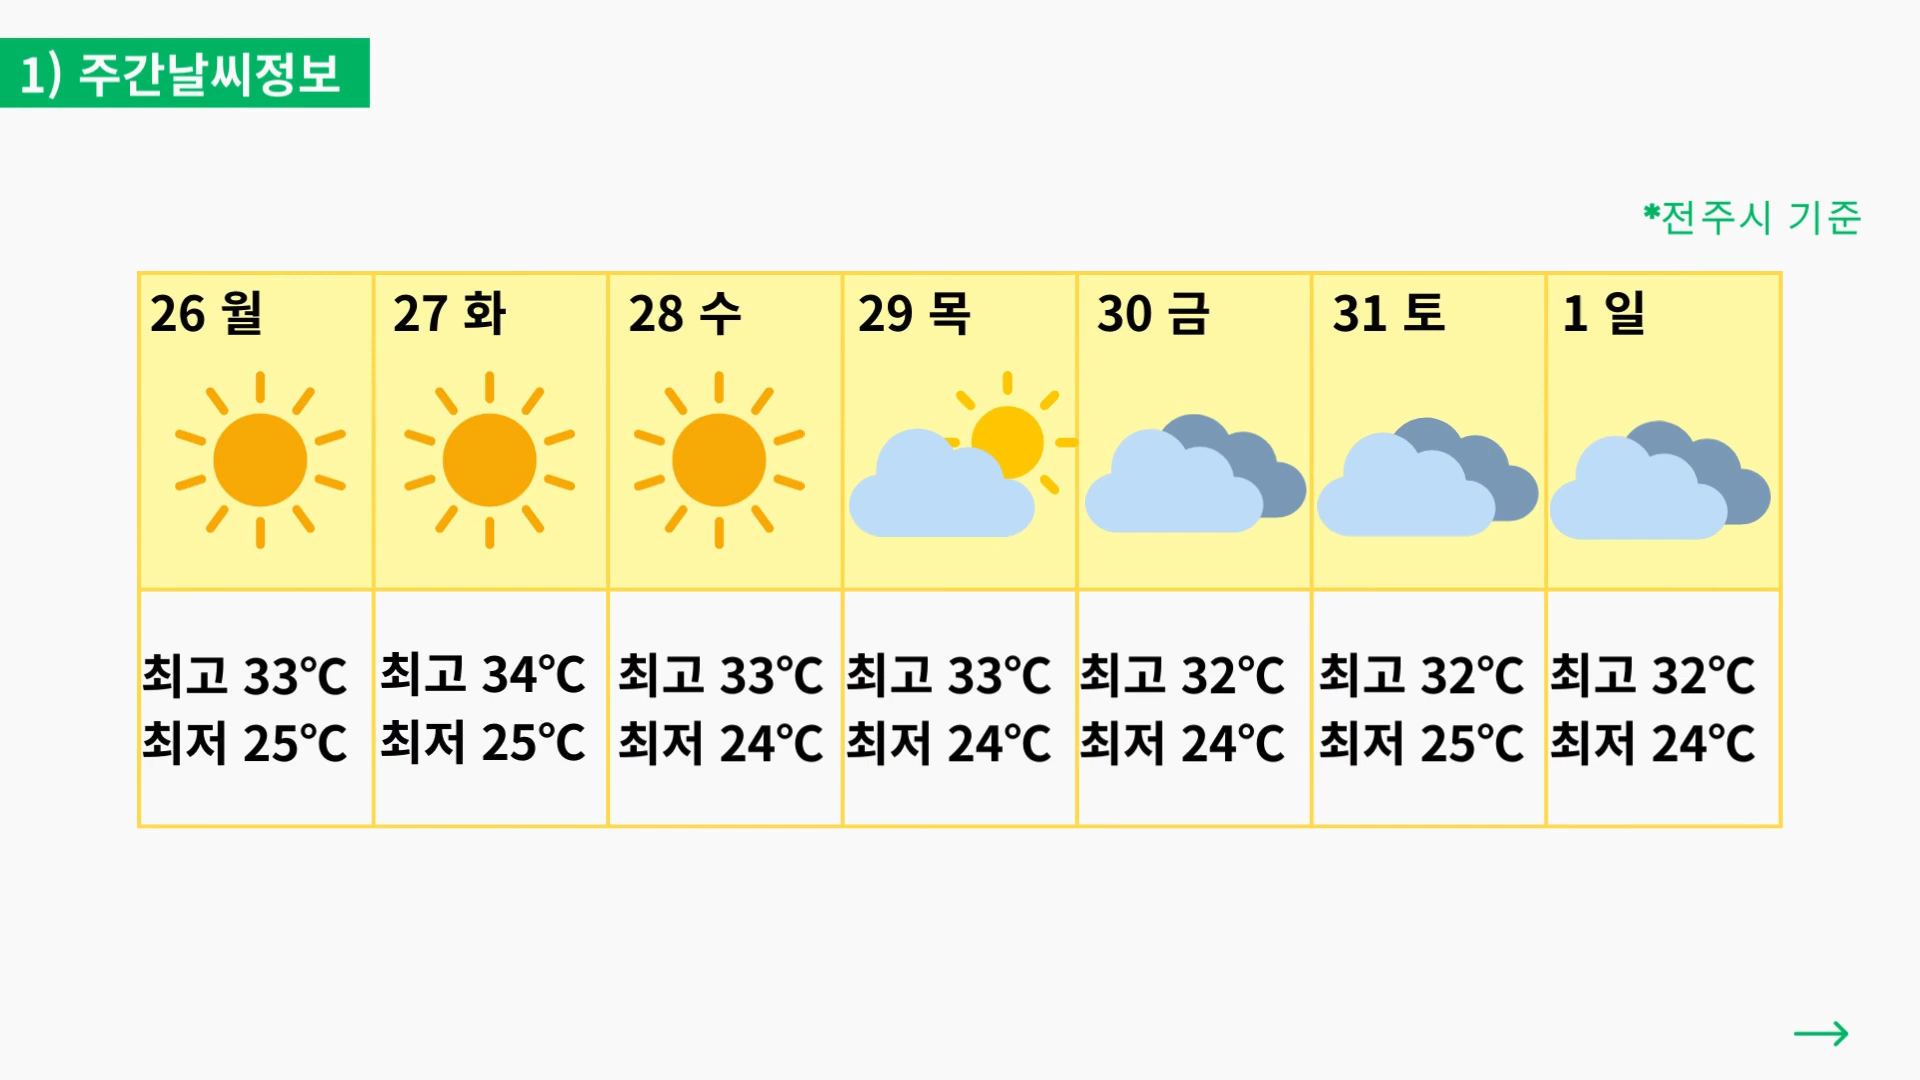 1) 주간날씨정보
*전주시 기준
26 월 27 화 28 수 29 목 30 금 31 토 1 일
최고 33°C 최고 34°C 최고 33°C 최고 33°C 최고 32°C 최고 32°C 최고 32°C
최저 25°C 최저 25°C 최저 24°C 최저 24°C 최저 24°C 최저 25°C 최저 24°C